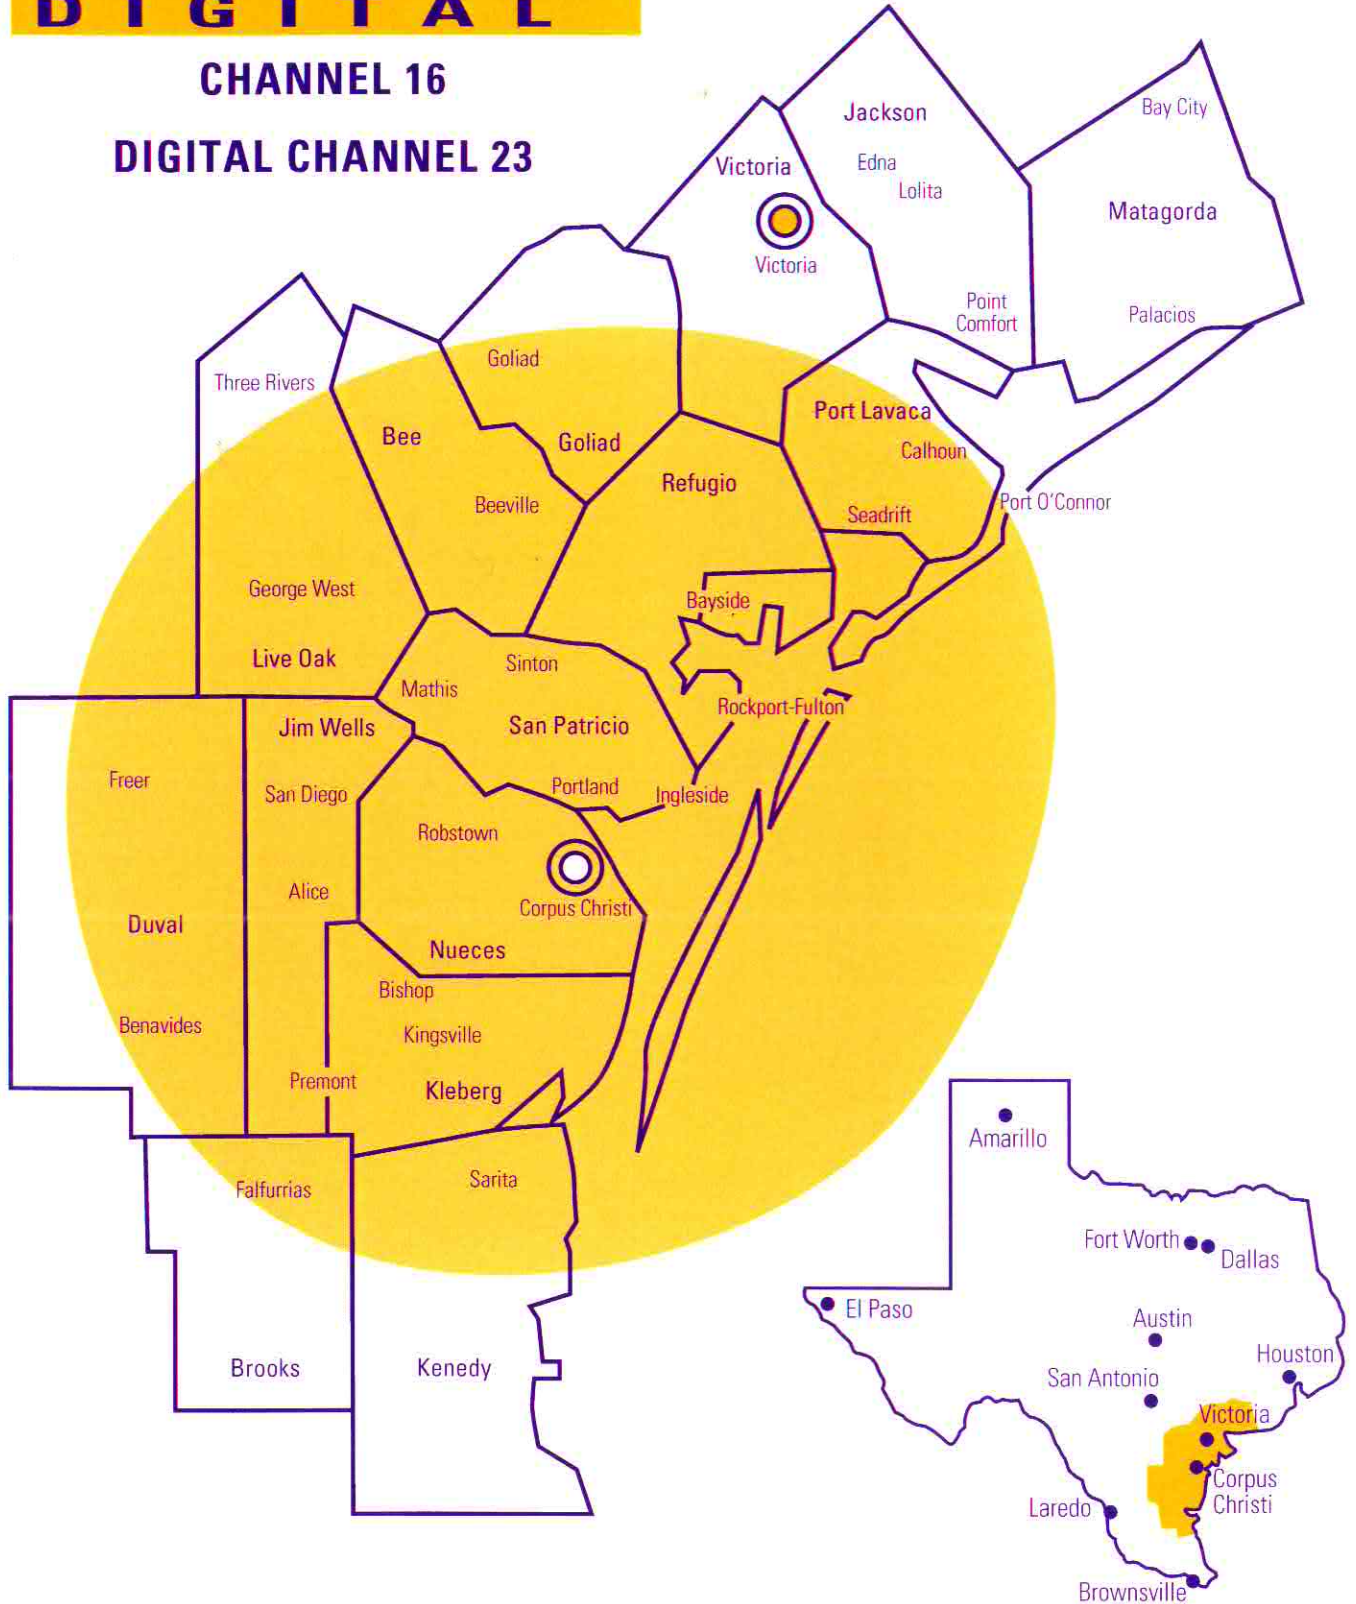 DIGITAL
CHANNEL 16
DIGITAL CHANNEL 23
Jackson
Bay City
Victoria
Edna
Lolita
Matagorda
Victoria
Point
Comfort
Palacios
Goliad
Three Rivers
Port Lavaca
Bee
Goliad
Calhoun
Refugio
Beeville
Port O'Connor
Seadrift
George West
Bayside
Live Oak
Sinton
Mathis
Rockport-Fulton
Jim Wells
San Patricio
Freer
San Diego
Portland
Ingleside
Robstown
Alice
Corpus Christi
Duval
Nueces
Bishop
Benavides
Kingsville
Premont
Kleberg
Sarita
Falfurrias
Brooks
Kenedy
Amarillo
Fort Worth
Dallas
El Paso
Austin
Houston
San Antonio
Victoria
Corpus
Christi
Laredo
Brownsville